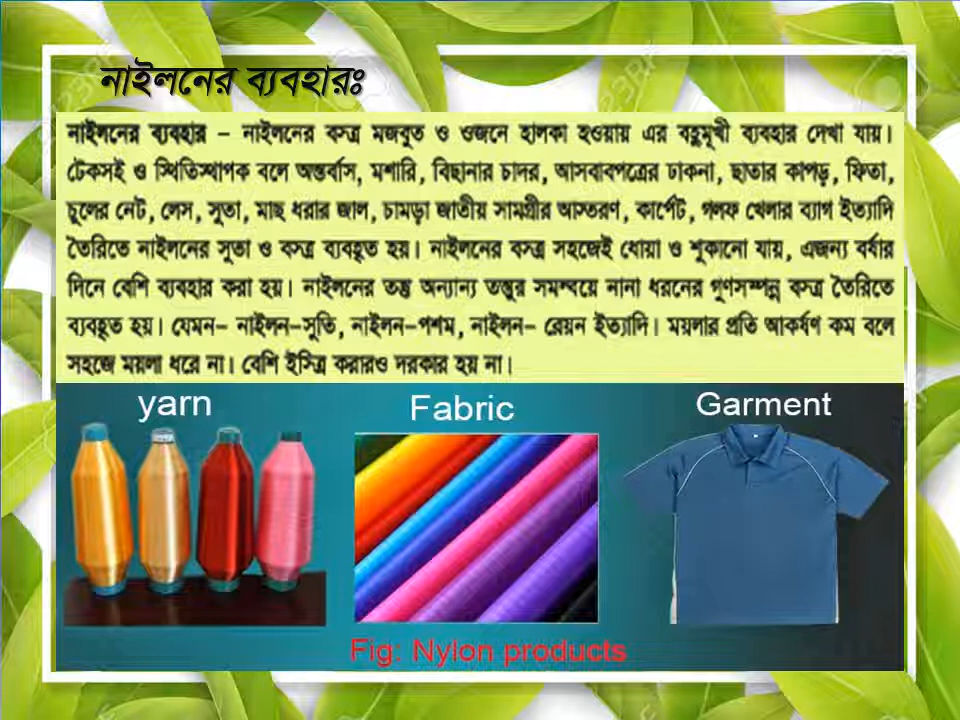 নাইলনের ব্যবহারঃ
নাইলনের ব্যবহার – নাইলনের বস্ত্র মজবুত ও ওজনে হালকা হওয়ায় এর বহুমূখী ব্যবহার দেখা যায়।
টেকসই ও স্থিতিস্থাপক বলে অন্তর্বাস, মশারি, বিছানার চাদর, আসবাবপত্রের ঢাকনা, ছাতার কাপড়, ফিতা,
চুলের নেট, লেস, সুতা, মাছ ধরার জাল, চামড়া জাতীয় সামগ্রীর আস্তরণ, কার্পেট, গলফ খেলার ব্যাগ ইত্যাদি
তৈরিতে নাইলনের সুতা ও বস্ত্র ব্যবহৃত হয়। নাইলনের বস্ত্র সহজেই ধোয়া ও শুকানো যায়, এজন্য বর্ষার
দিনে বেশি ব্যবহার করা হয়। নাইলনের তন্তু অন্যান্য তন্তুর সমন্বয়ে নানা ধরনের গুণসম্পন্ন বস্ত্র তৈরিতে
ব্যবহৃত হয়। যেমন– নাইলন–সুতি, নাইলন–পশম, নাইলন– রেয়ন ইত্যাদি। ময়লার প্রতি আকর্ষণ কম বলে
সহজে ময়লা ধরে না। বেশি ইস্ত্রি করারও দরকার হয় না।
yarn
Fabric
Garment
Fig: Nylon products